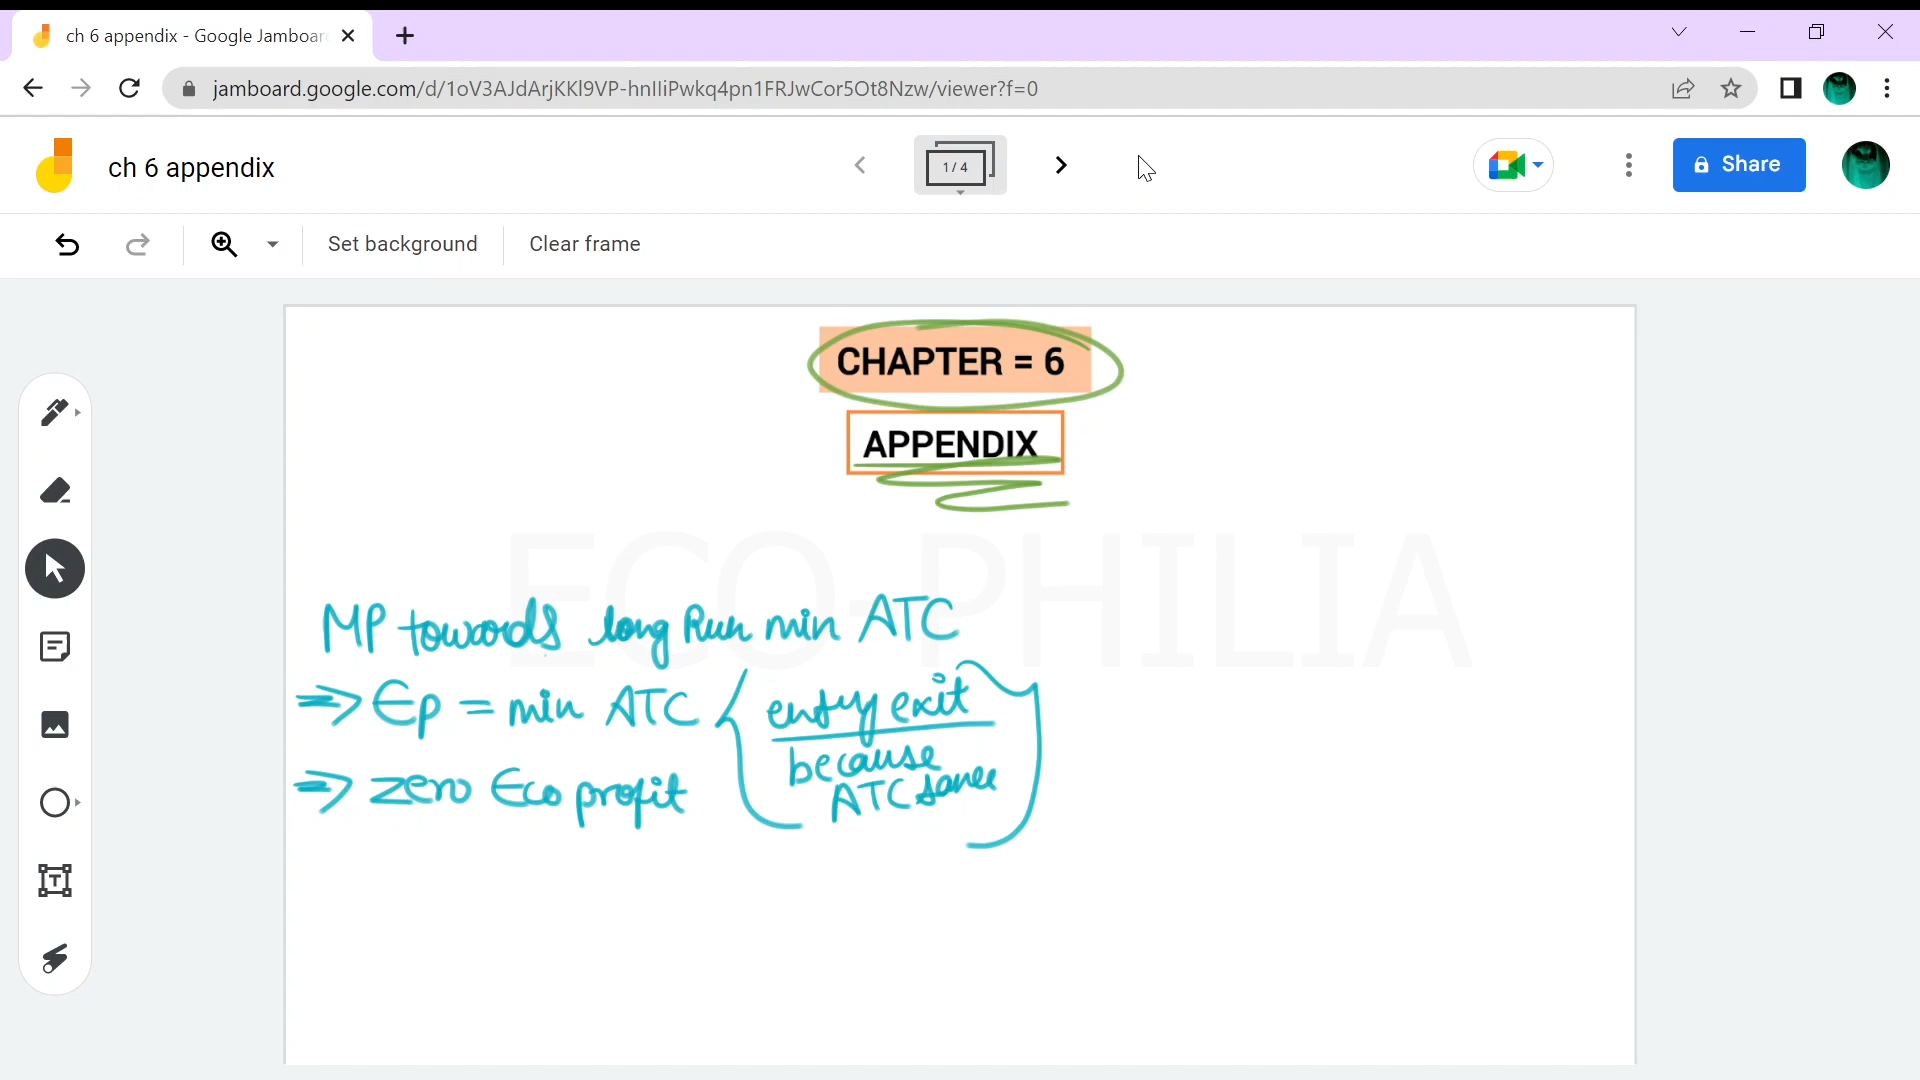 ch 6 appendix - Google Jamboar
jamboard.google.com/d/1oV3AJdArjKKl9VP-hnIIiPwkq4pn1FRJwCor5Ot8Nzw/viewer?f=0
ch 6 appendix
1 / 4
Share
Set background
Clear frame
CHAPTER = 6
APPENDIX
ECO-PHILIA
MP towards long Run min ATC
⇒ Ep = min ATC { entry exit }
because
ATC same
⇒ zero Eco profit